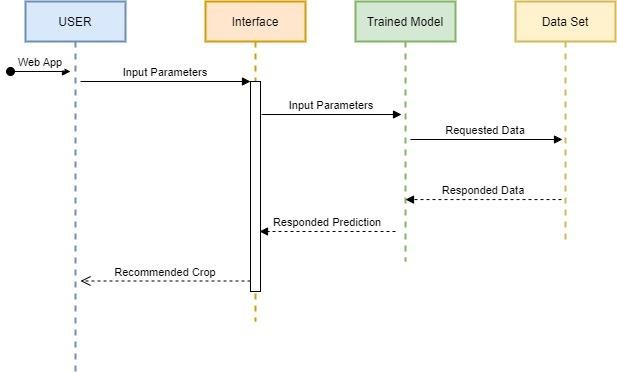 USER
Interface
Trained Model
Data Set
Web App
Input Parameters
Input Parameters
Requested Data
Responded Data
Responded Prediction
Recommended Crop